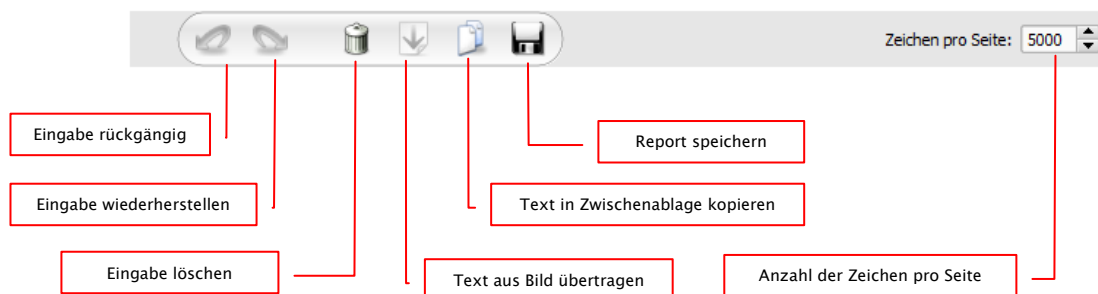 Zeichen pro Seite: 5000
Eingabe rückgängig
Report speichern
Eingabe wiederherstellen
Text in Zwischenablage kopieren
Eingabe löschen
Text aus Bild übertragen
Anzahl der Zeichen pro Seite